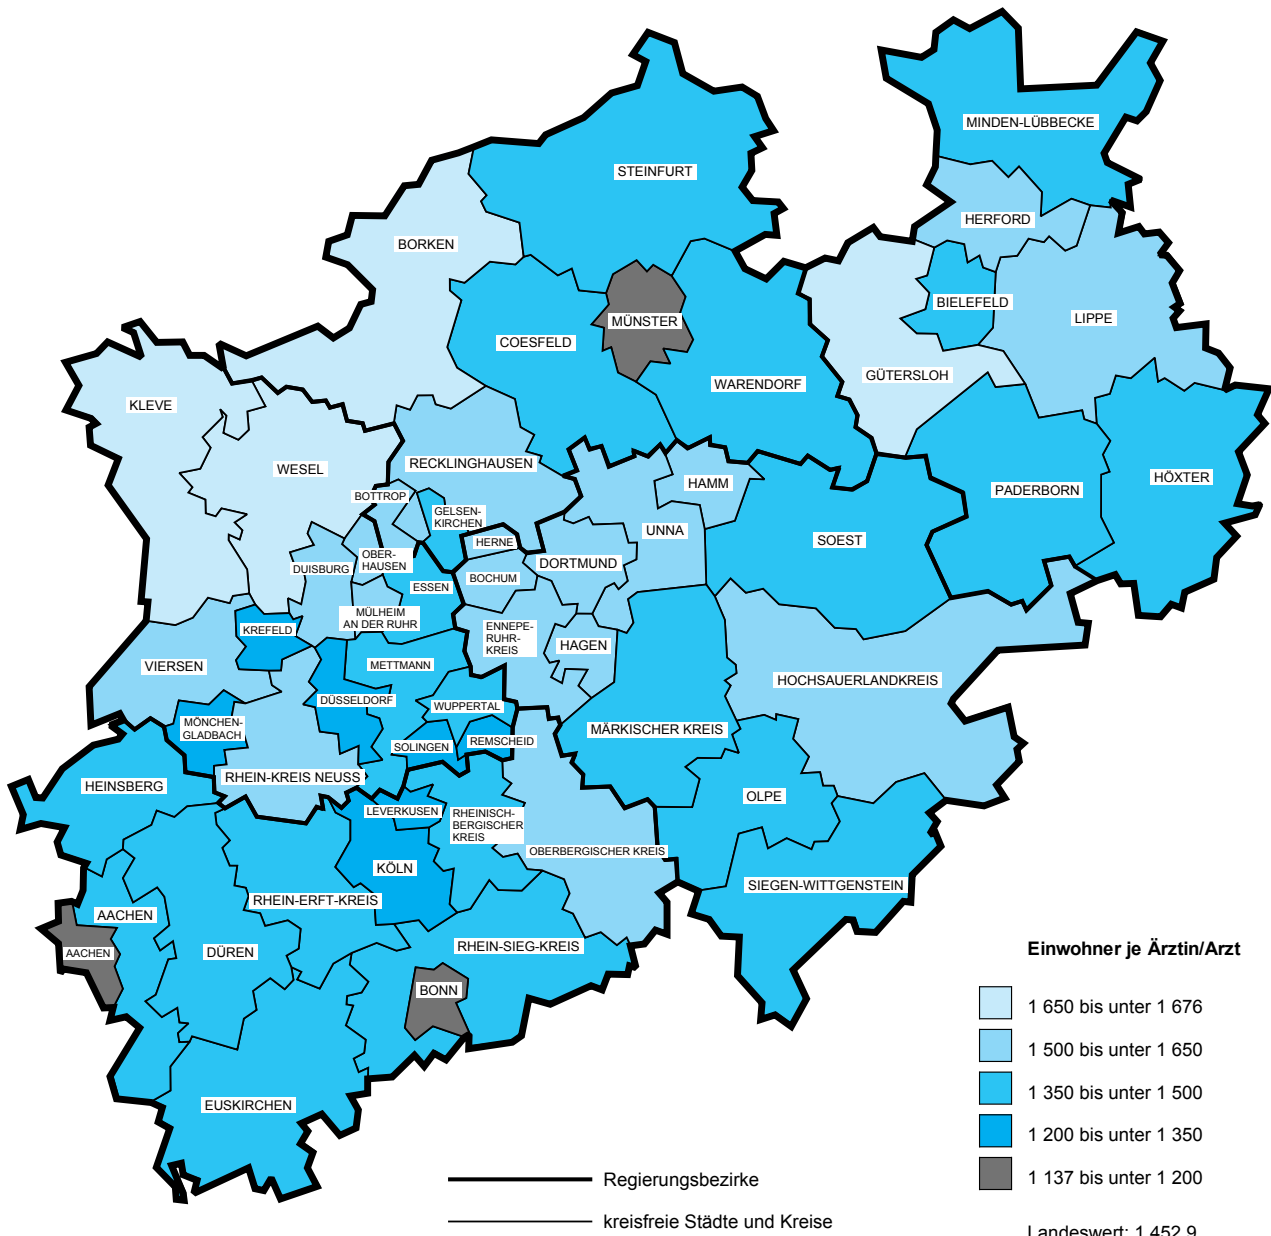 MINDEN-LÜBBECKE
STEINFURT
HERFORD
BORKEN
BIELEFELD
LIPPE
MÜNSTER
COESFELD
GÜTERSLOH
WARENDORF
KLEVE
RECKLINGHAUSEN
WESEL
HÖXTER
HAMM
PADERBORN
BOTTROP
GELSEN-
KIRCHEN
UNNA
SOEST
HERNE
OBER-
HAUSEN
DORTMUND
DUISBURG
BOCHUM
ESSEN
MÜLHEIM
AN DER RUHR
KREFELD
ENNEPE-
RUHR-
KREIS
HAGEN
VIERSEN
METTMANN
HOCHSAUERLANDKREIS
DÜSSELDORF
WUPPERTAL
MÖNCHEN-
GLADBACH
MÄRKISCHER KREIS
SOLINGEN
REMSCHEID
RHEIN-KREIS NEUSS
HEINSBERG
OLPE
LEVERKUSEN
RHEINISCH-
BERGISCHER
KREIS
OBERBERGISCHER KREIS
KÖLN
SIEGEN-WITTGENSTEIN
RHEIN-ERFT-KREIS
AACHEN
RHEIN-SIEG-KREIS
AACHEN
DÜREN
BONN
EUSKIRCHEN
Einwohner je Ärztin/Arzt
1 650 bis unter 1 676
1 500 bis unter 1 650
1 350 bis unter 1 500
1 200 bis unter 1 350
1 137 bis unter 1 200
Regierungsbezirke
kreisfreie Städte und Kreise
Landeswert: 1 452,9